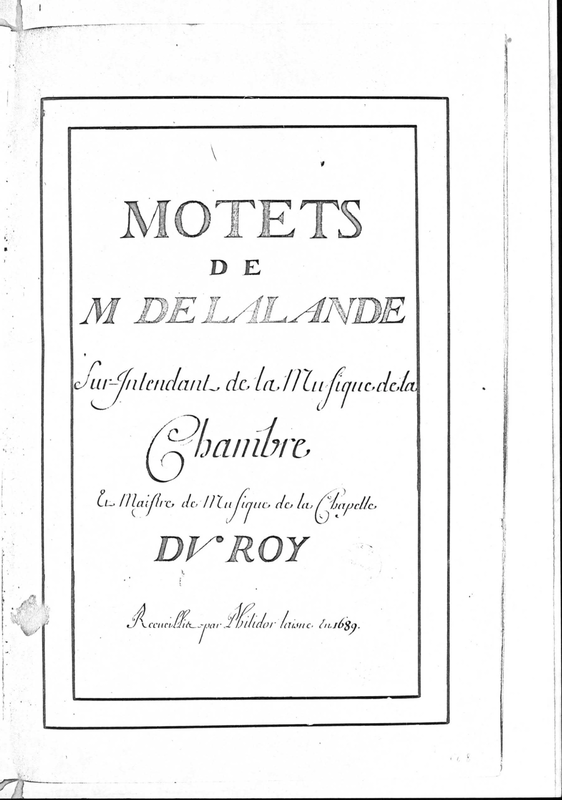 MOTETS
DE
M DE LALANDE
Sur-Intendant de la Musique de la
Chambre
Et Maistre de Musique de la Chapelle
DV ROY
Recueillis par Philidor laisne En 1689.